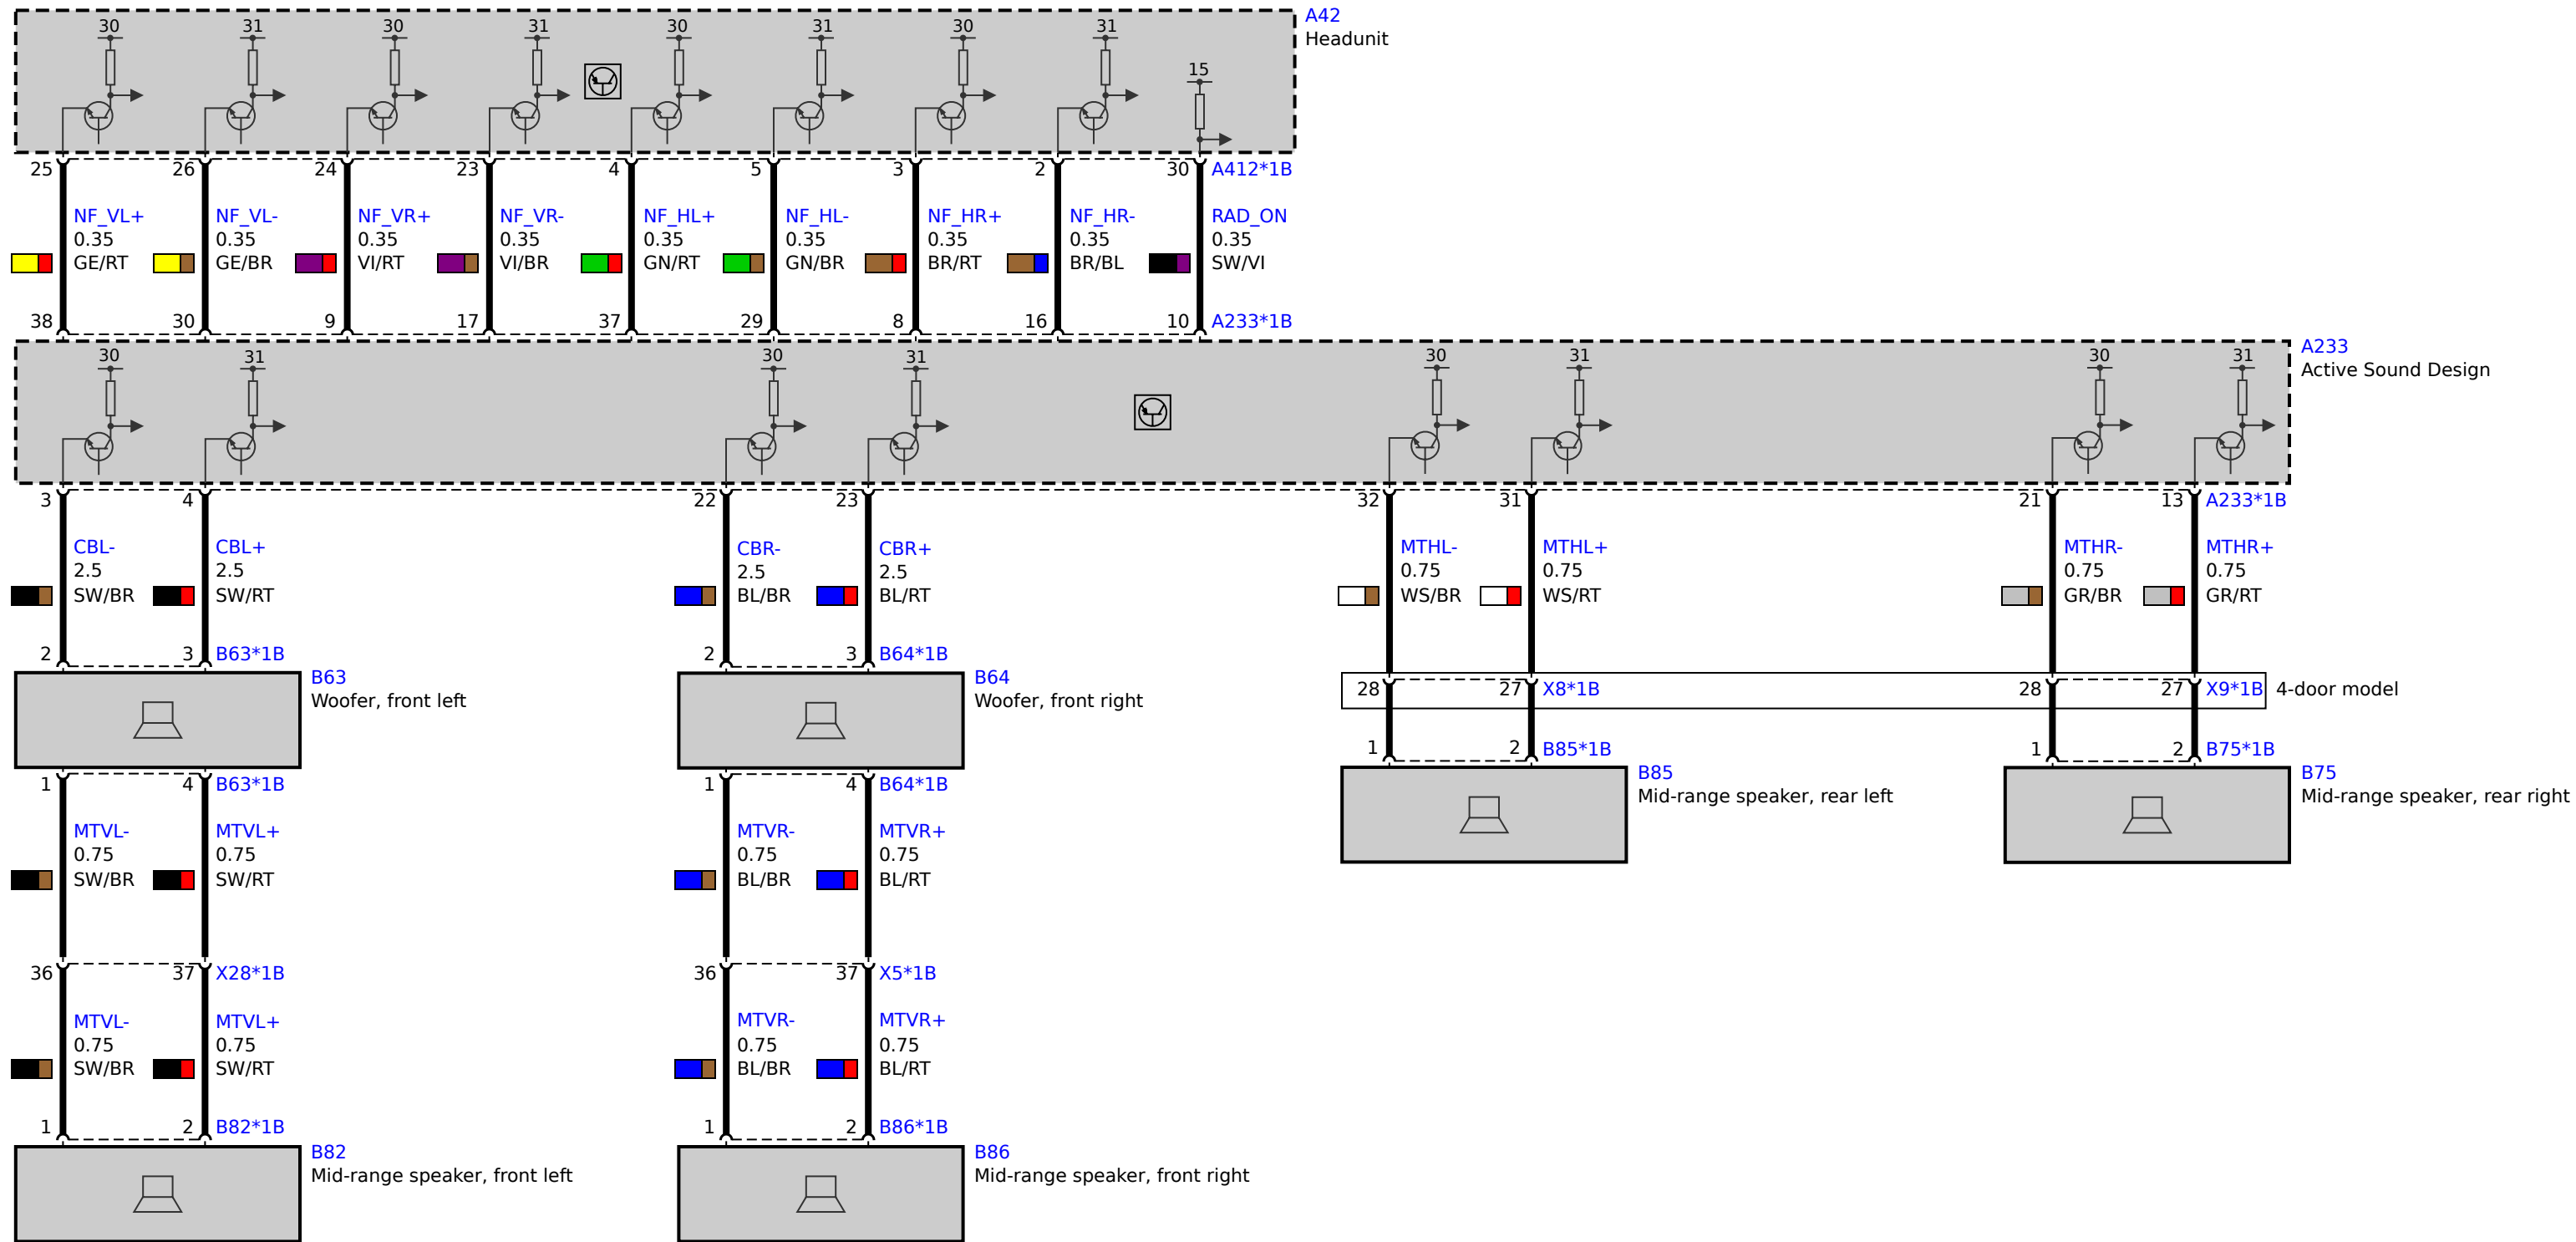 30 31 30 31 30 31 30 31 15
A42
Headunit
25 26 24 23 4 5 3 2 30 A412*1B
NF_VL+ NF_VL- NF_VR+ NF_VR- NF_HL+ NF_HL- NF_HR+ NF_HR- RAD_ON
0.35 0.35 0.35 0.35 0.35 0.35 0.35 0.35 0.35
GE/RT GE/BR VI/RT VI/BR GN/RT GN/BR BR/RT BR/BL SW/VI
38 30 9 17 37 29 8 16 10 A233*1B
30 31 30 31 30 31 30 31
A233
Active Sound Design
3 4 22 23 32 31 21 13 A233*1B
CBL- CBL+ CBR- CBR+ MTHL- MTHL+ MTHR- MTHR+
2.5 2.5 2.5 2.5 0.75 0.75 0.75 0.75
SW/BR SW/RT BL/BR BL/RT WS/BR WS/RT GR/BR GR/RT
2 3 B63*1B 2 3 B64*1B
B63
Woofer, front left
B64
Woofer, front right
28 27 X8*1B 28 27 X9*1B 4-door model
1 2 B85*1B 1 2 B75*1B
B85
Mid-range speaker, rear left
B75
Mid-range speaker, rear right
1 4 B63*1B 1 4 B64*1B
MTVL- MTVL+ MTVR- MTVR+
0.75 0.75 0.75 0.75
SW/BR SW/RT BL/BR BL/RT
36 37 X28*1B 36 37 X5*1B
MTVL- MTVL+ MTVR- MTVR+
0.75 0.75 0.75 0.75
SW/BR SW/RT BL/BR BL/RT
1 2 B82*1B 1 2 B86*1B
B82
Mid-range speaker, front left
B86
Mid-range speaker, front right